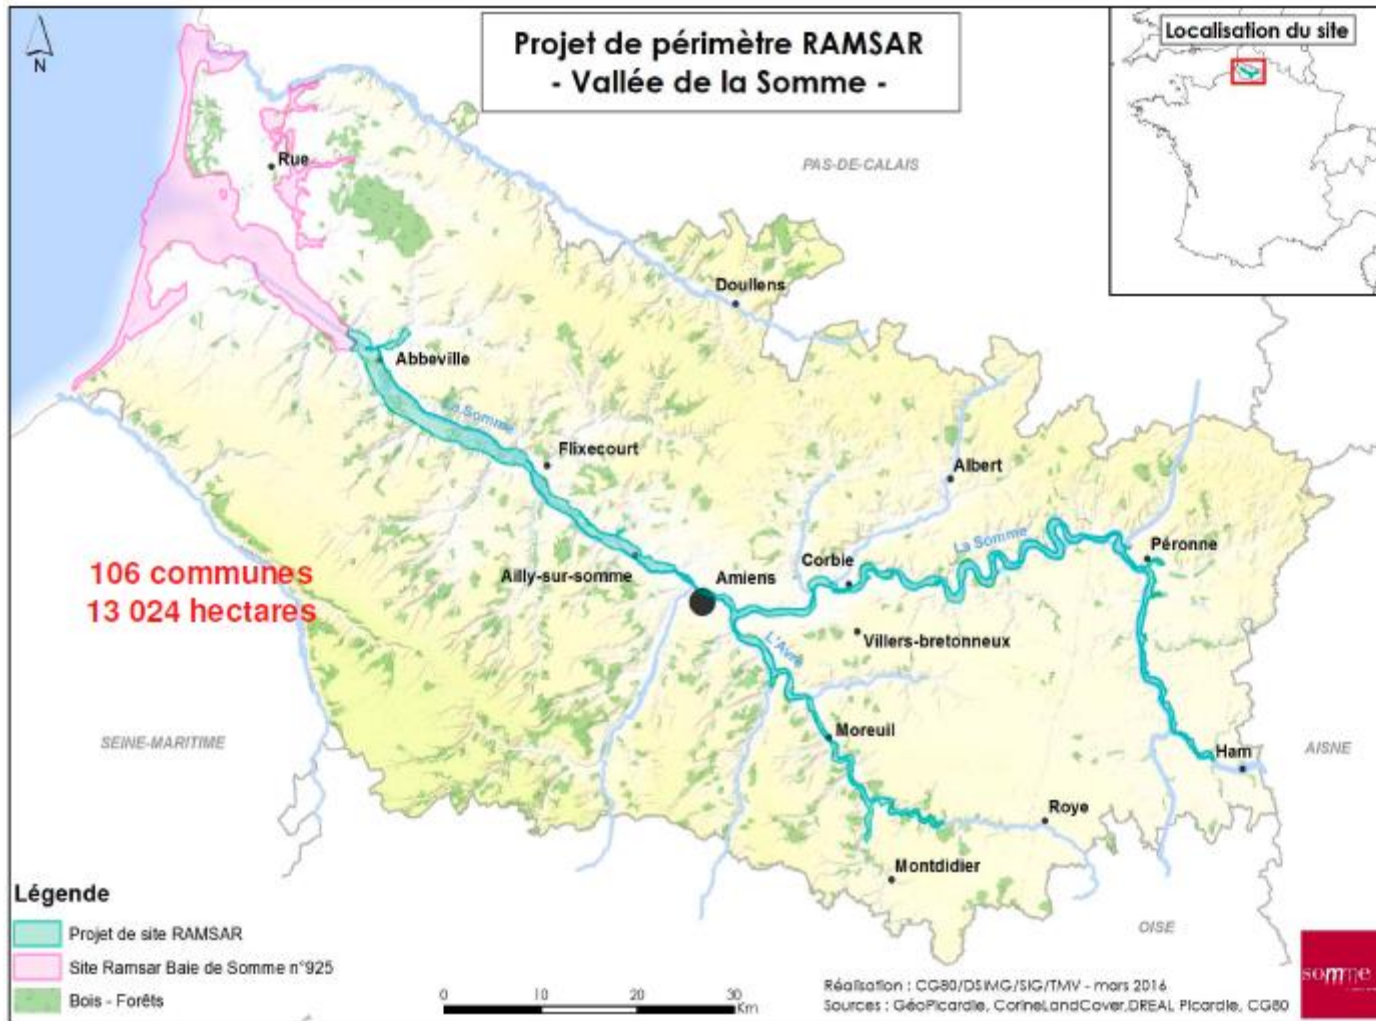 Projet de périmètre RAMSAR
- Vallée de la Somme -
Localisation du site
N
PAS-DE-CALAIS
Rue
Doullens
Abbeville
La Somme
Flixecourt
Albert
La Somme
Péronne
Corbie
Ailly-sur-somme
Amiens
106 communes
13 024 hectares
Villers-bretonneux
L'Avre
Moreuil
SEINE-MARITIME
Ham
AISNE
Roye
Montdidier
OISE
Légende
Projet de site RAMSAR
Site Ramsar Baie de Somme n°925
Bois - Forêts
0 10 20 30
Km
Réalisation : CG80/DSIMG/SIG/TMV - mars 2016
Sources : GéoPicardie, CorineLandCover,DREAL Picardie, CG80
somme